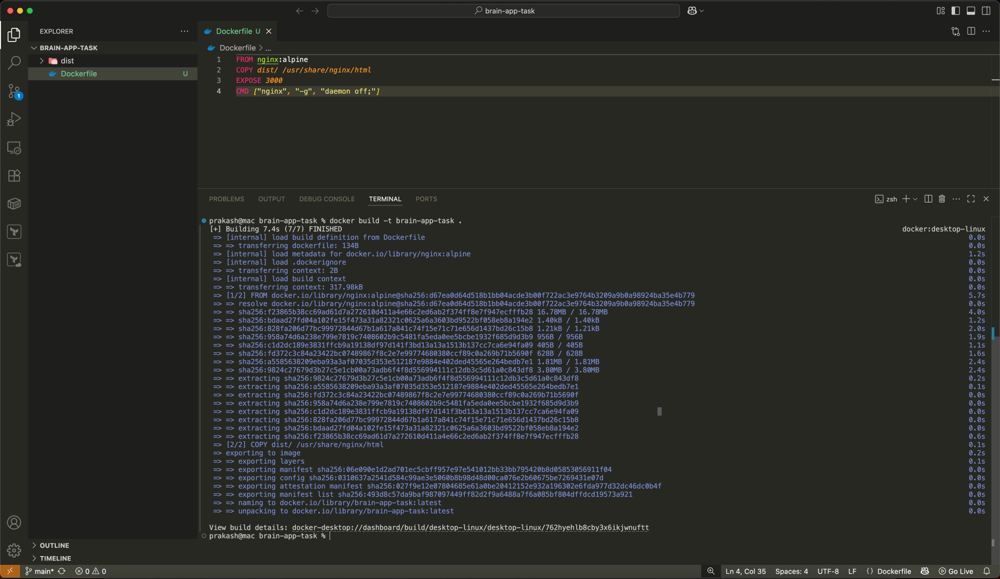 brain-app-task
EXPLORER
BRAIN-APP-TASK
dist
Dockerfile U
1
Dockerfile U
Dockerfile > ...
1 FROM nginx:alpine
2 COPY dist/ /usr/share/nginx/html
3 EXPOSE 3000
4 CMD ["nginx", "-g", "daemon off;"]
PROBLEMS OUTPUT DEBUG CONSOLE TERMINAL PORTS
zsh
prakash@mac brain-app-task % docker build -t brain-app-task .
[+] Building 7.4s (7/7) FINISHED docker:desktop-linux
=> [internal] load build definition from Dockerfile 0.0s
=> => transferring dockerfile: 134B 0.0s
=> [internal] load metadata for docker.io/library/nginx:alpine 1.2s
=> [internal] load .dockerignore 0.0s
=> => transferring context: 2B 0.0s
=> [internal] load build context 0.0s
=> => transferring context: 317.98kB 0.0s
=> [1/2] FROM docker.io/library/nginx:alpine@sha256:d67ea0d64d518b1bb04acde3b00f722ac3e9764b3209a9b0a98924ba35e4b779 5.7s
=> => resolve docker.io/library/nginx:alpine@sha256:d67ea0d64d518b1bb04acde3b00f722ac3e9764b3209a9b0a98924ba35e4b779 0.0s
=> => sha256:f23865b38cc69ad61d7a272610d411a4e66c2ed6ab2f374ff8e7f947ecfffb28 16.78MB / 16.78MB 4.0s
=> => sha256:bdaad27fd04a102fe15f473a31a82321c0625a6a3603bd9522bf058eb8a194e2 1.40kB / 1.40kB 1.2s
=> => sha256:828fa206d77bc99972844d67b1a617a841c74f15e71c71e656d1437bd26c15b8 1.21kB / 1.21kB 2.0s
=> => sha256:958a74d6a238e799e7819c7408602b9c5481fa5eda0ee5bcbe1932f685d9d3b9 956B / 956B 1.9s
=> => sha256:c1d2dc189e3831ffcb9a19138df97d141f3bd13a13a1513b137cc7ca6e94fa09 405B / 405B 1.1s
=> => sha256:fd372c3c84a23422bc07489867f8c2e7e99774680380ccf89c0a269b71b5690f 628B / 628B 1.6s
=> => sha256:a5585638209eba93a3af07035d353e512187e9884e402ded45565e264bedb7e1 1.81MB / 1.81MB 2.4s
=> => sha256:9824c27679d3b27c5e1cb00a73adb6f4f8d556994111c12db3c5d61a0c843df8 3.80MB / 3.80MB 2.4s
=> => extracting sha256:9824c27679d3b27c5e1cb00a73adb6f4f8d556994111c12db3c5d61a0c843df8 0.2s
=> => extracting sha256:a5585638209eba93a3af07035d353e512187e9884e402ded45565e264bedb7e1 0.1s
=> => extracting sha256:fd372c3c84a23422bc07489867f8c2e7e99774680380ccf89c0a269b71b5690f 0.0s
=> => extracting sha256:958a74d6a238e799e7819c7408602b9c5481fa5eda0ee5bcbe1932f685d9d3b9 0.0s
=> => extracting sha256:c1d2dc189e3831ffcb9a19138df97d141f3bd13a13a1513b137cc7ca6e94fa09 0.0s
=> => extracting sha256:828fa206d77bc99972844d67b1a617a841c74f15e71c71e656d1437bd26c15b8 0.0s
=> => extracting sha256:bdaad27fd04a102fe15f473a31a82321c0625a6a3603bd9522bf058eb8a194e2 0.0s
=> => extracting sha256:f23865b38cc69ad61d7a272610d411a4e66c2ed6ab2f374ff8e7f947ecfffb28 0.6s
=> [2/2] COPY dist/ /usr/share/nginx/html 0.1s
=> exporting to image 0.2s
=> => exporting layers 0.1s
=> => exporting manifest sha256:06e090e1d2ad701ec5cbff957e97e541012bb33bb795420b8d05853056911f04 0.0s
=> => exporting config sha256:0310637a2541d584c99ae3e5060b8b98d48d00ca076e2b60675be7269431e07d 0.0s
=> => exporting attestation manifest sha256:027f9e12e07804685e61a0be20412152e932a196302e6fda977d32dc46dc0b4f 0.0s
=> => exporting manifest list sha256:493d8c57da9baf987097449ff82d2f9a6488a7f6a085bf804dffdcd19573a921 0.0s
=> => naming to docker.io/library/brain-app-task:latest 0.0s
=> => unpacking to docker.io/library/brain-app-task:latest 0.0s
View build details: docker-desktop://dashboard/build/desktop-linux/desktop-linux/762hyehlb8cby3x6ikjwnuftt
prakash@mac brain-app-task %
OUTLINE
TIMELINE
main* 0 0 Ln 4, Col 35 Spaces: 4 UTF-8 LF {} Dockerfile Go Live